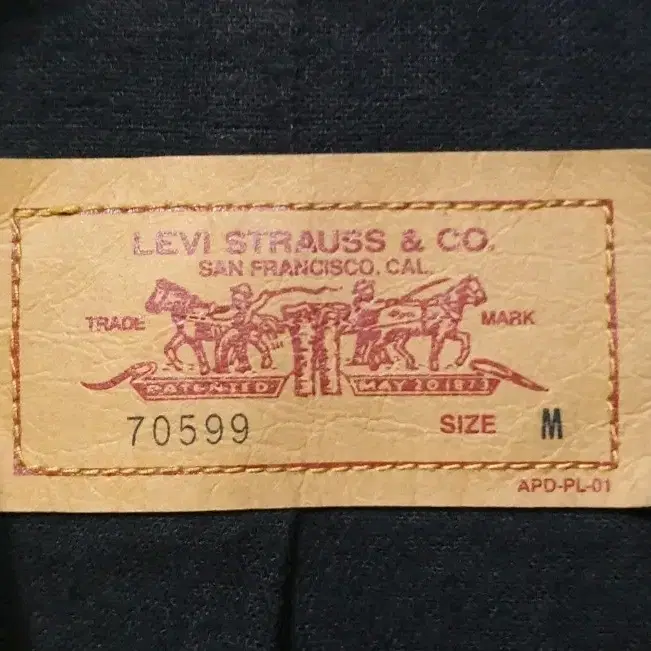 LEVI STRAUSS & CO.
SAN FRANCISCO, CAL.
TRADE MARK
PATENTED MAY 20 1873
70599 SIZE M
APD-PL-01